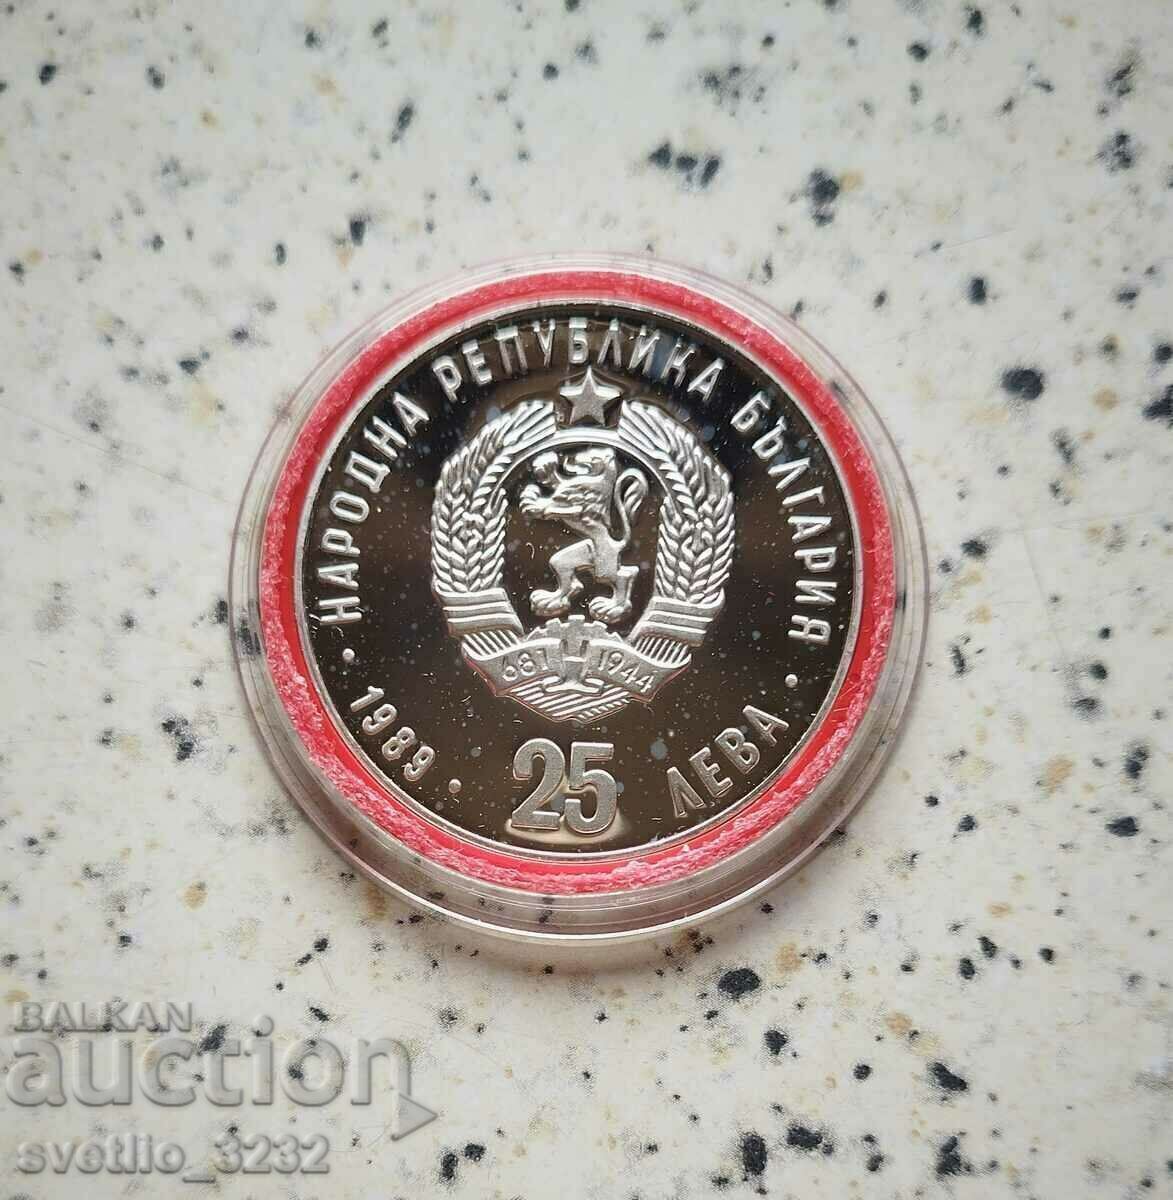 НАРОДНА РЕПУБЛИКА БЪЛГАРИЯ
681 1944
· 1989 · 25 ЛЕВА ·
BALKAN
auction
svetlio_3232